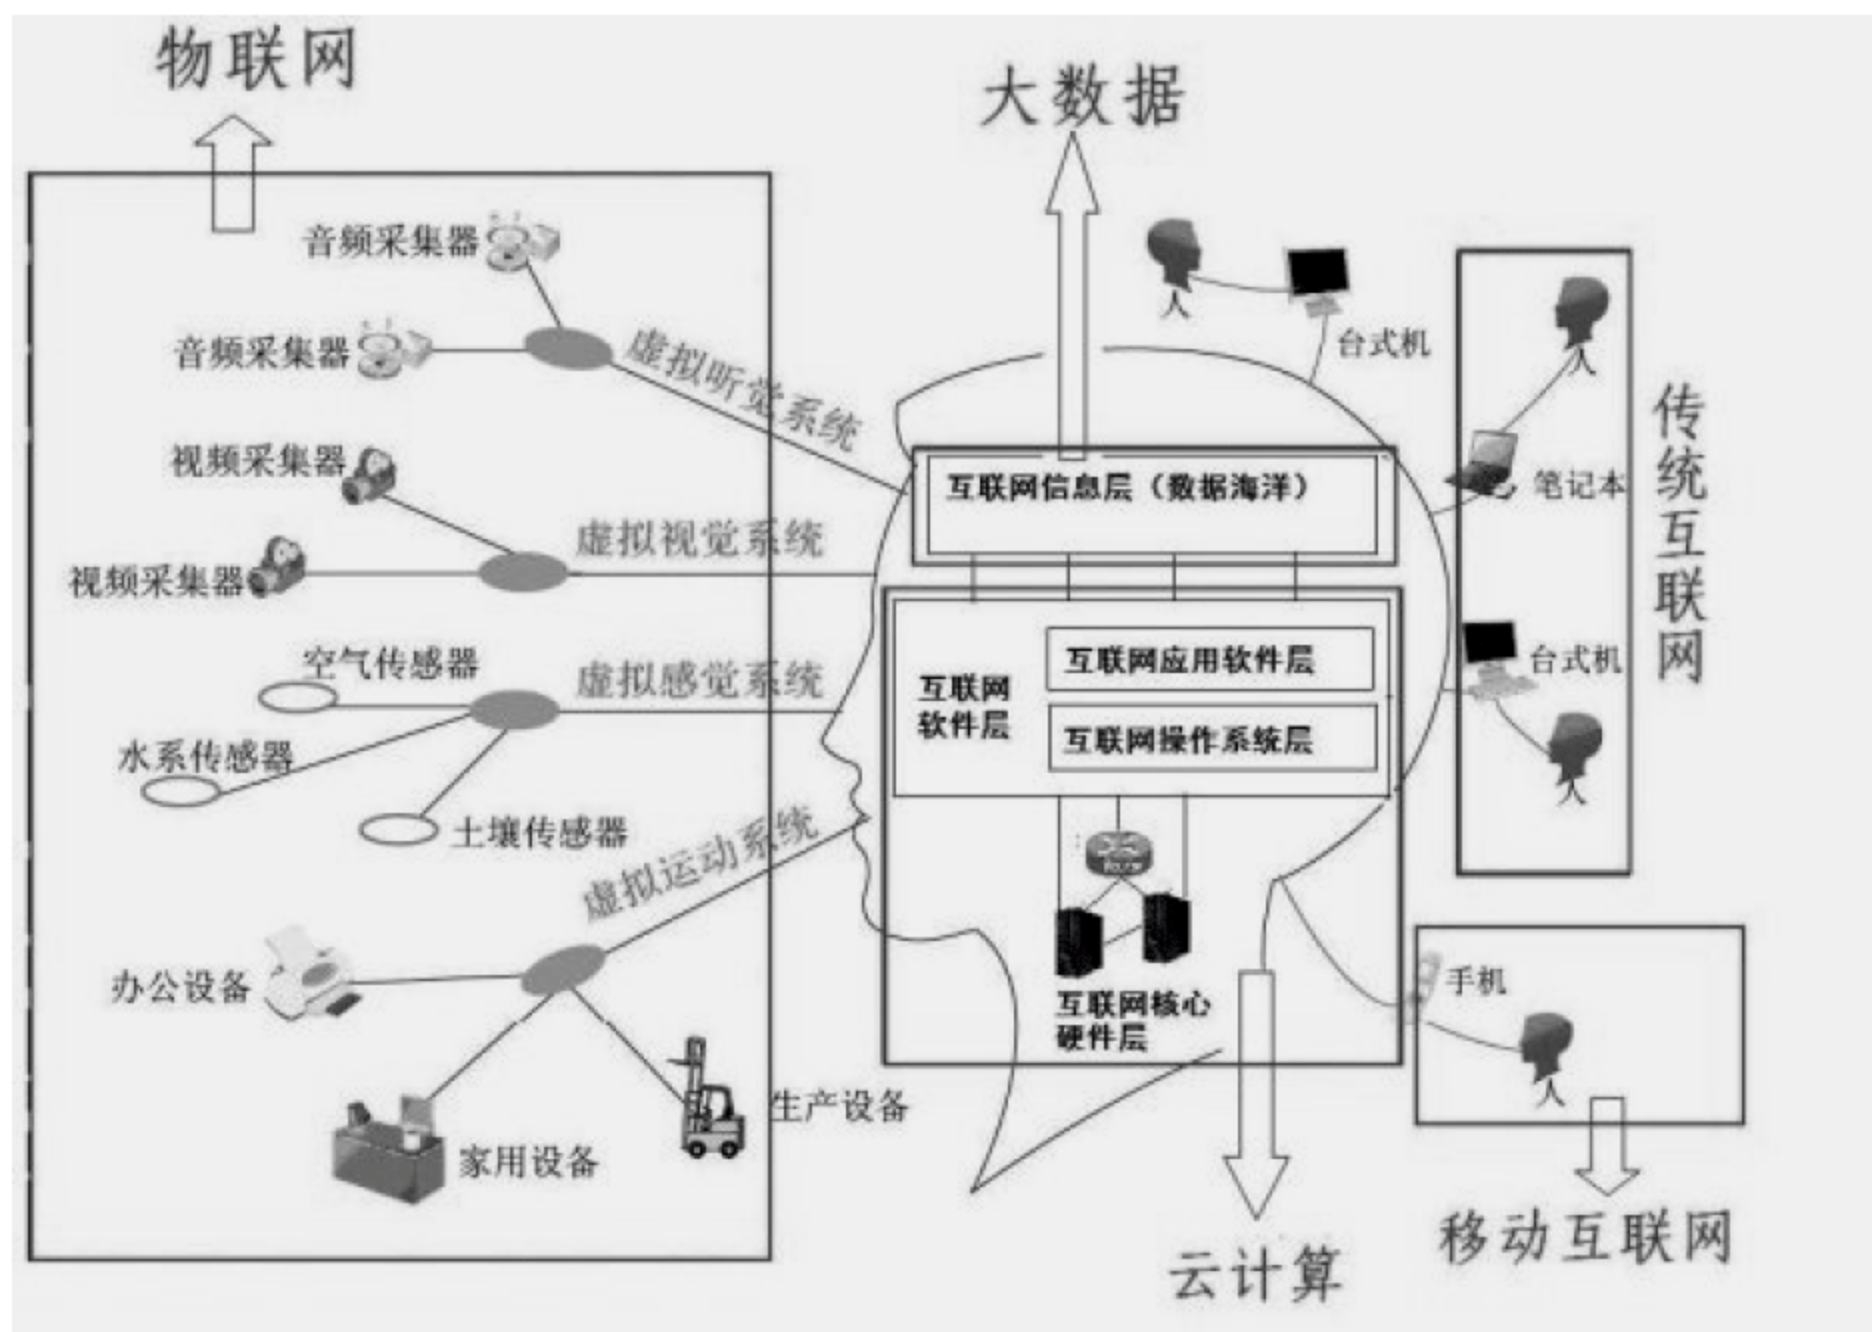 物联网
大数据
音频采集器
音频采集器
虚拟听觉系统
视频采集器
视频采集器
虚拟视觉系统
空气传感器
虚拟感觉系统
水系传感器
土壤传感器
虚拟运动系统
办公设备
生产设备
家用设备
互联网信息层（数据海洋）
互联网
软件层
互联网应用软件层
互联网操作系统层
Router
互联网核心
硬件层
云计算
人
台式机
人
笔记本
台式机
人
传统互联网
手机
人
移动互联网